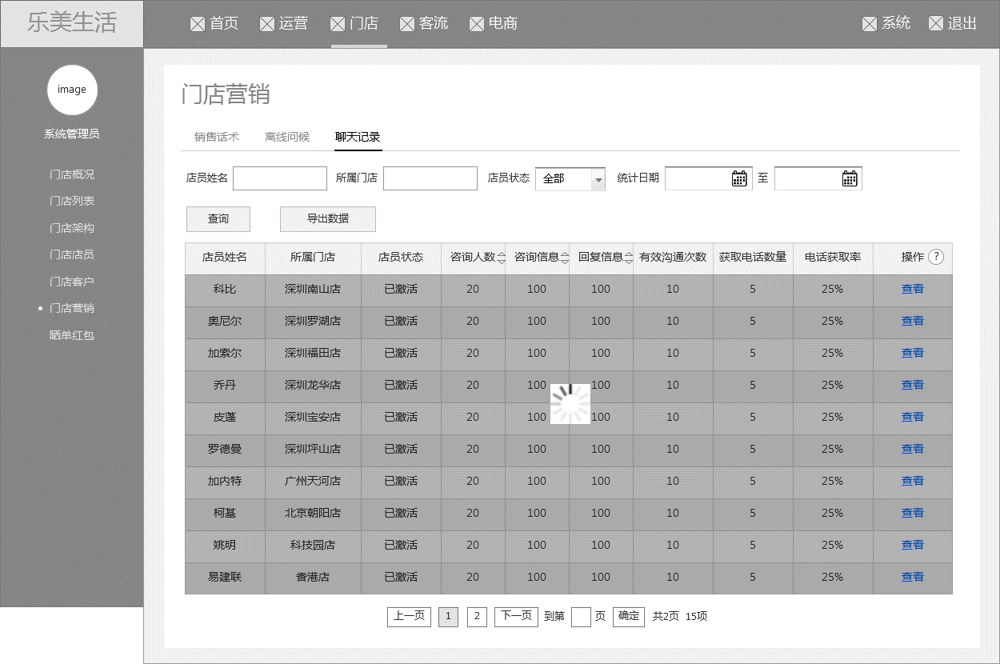 乐美生活 首页 运营 门店 客流 电商 系统 退出
image
系统管理员
门店概况
门店列表
门店架构
门店店员
门店客户
门店营销
晒单红包
门店营销
销售话术 离线问候 聊天记录
店员姓名 所属门店 店员状态 全部 统计日期 至
查询 导出数据
店员姓名 所属门店 店员状态 咨询人数 咨询信息 回复信息 有效沟通次数 获取电话数量 电话获取率 操作 ?
科比 深圳南山店 已激活 20 100 100 10 5 25% 查看
奥尼尔 深圳罗湖店 已激活 20 100 100 10 5 25% 查看
加索尔 深圳福田店 已激活 20 100 100 10 5 25% 查看
乔丹 深圳龙华店 已激活 20 100 100 10 5 25% 查看
皮蓬 深圳宝安店 已激活 20 100 100 10 5 25% 查看
罗德曼 深圳坪山店 已激活 20 100 100 10 5 25% 查看
加内特 广州天河店 已激活 20 100 100 10 5 25% 查看
柯基 北京朝阳店 已激活 20 100 100 10 5 25% 查看
姚明 科技园店 已激活 20 100 100 10 5 25% 查看
易建联 香港店 已激活 20 100 100 10 5 25% 查看
上一页 1 2 下一页 到第 页 确定 共2页 15项